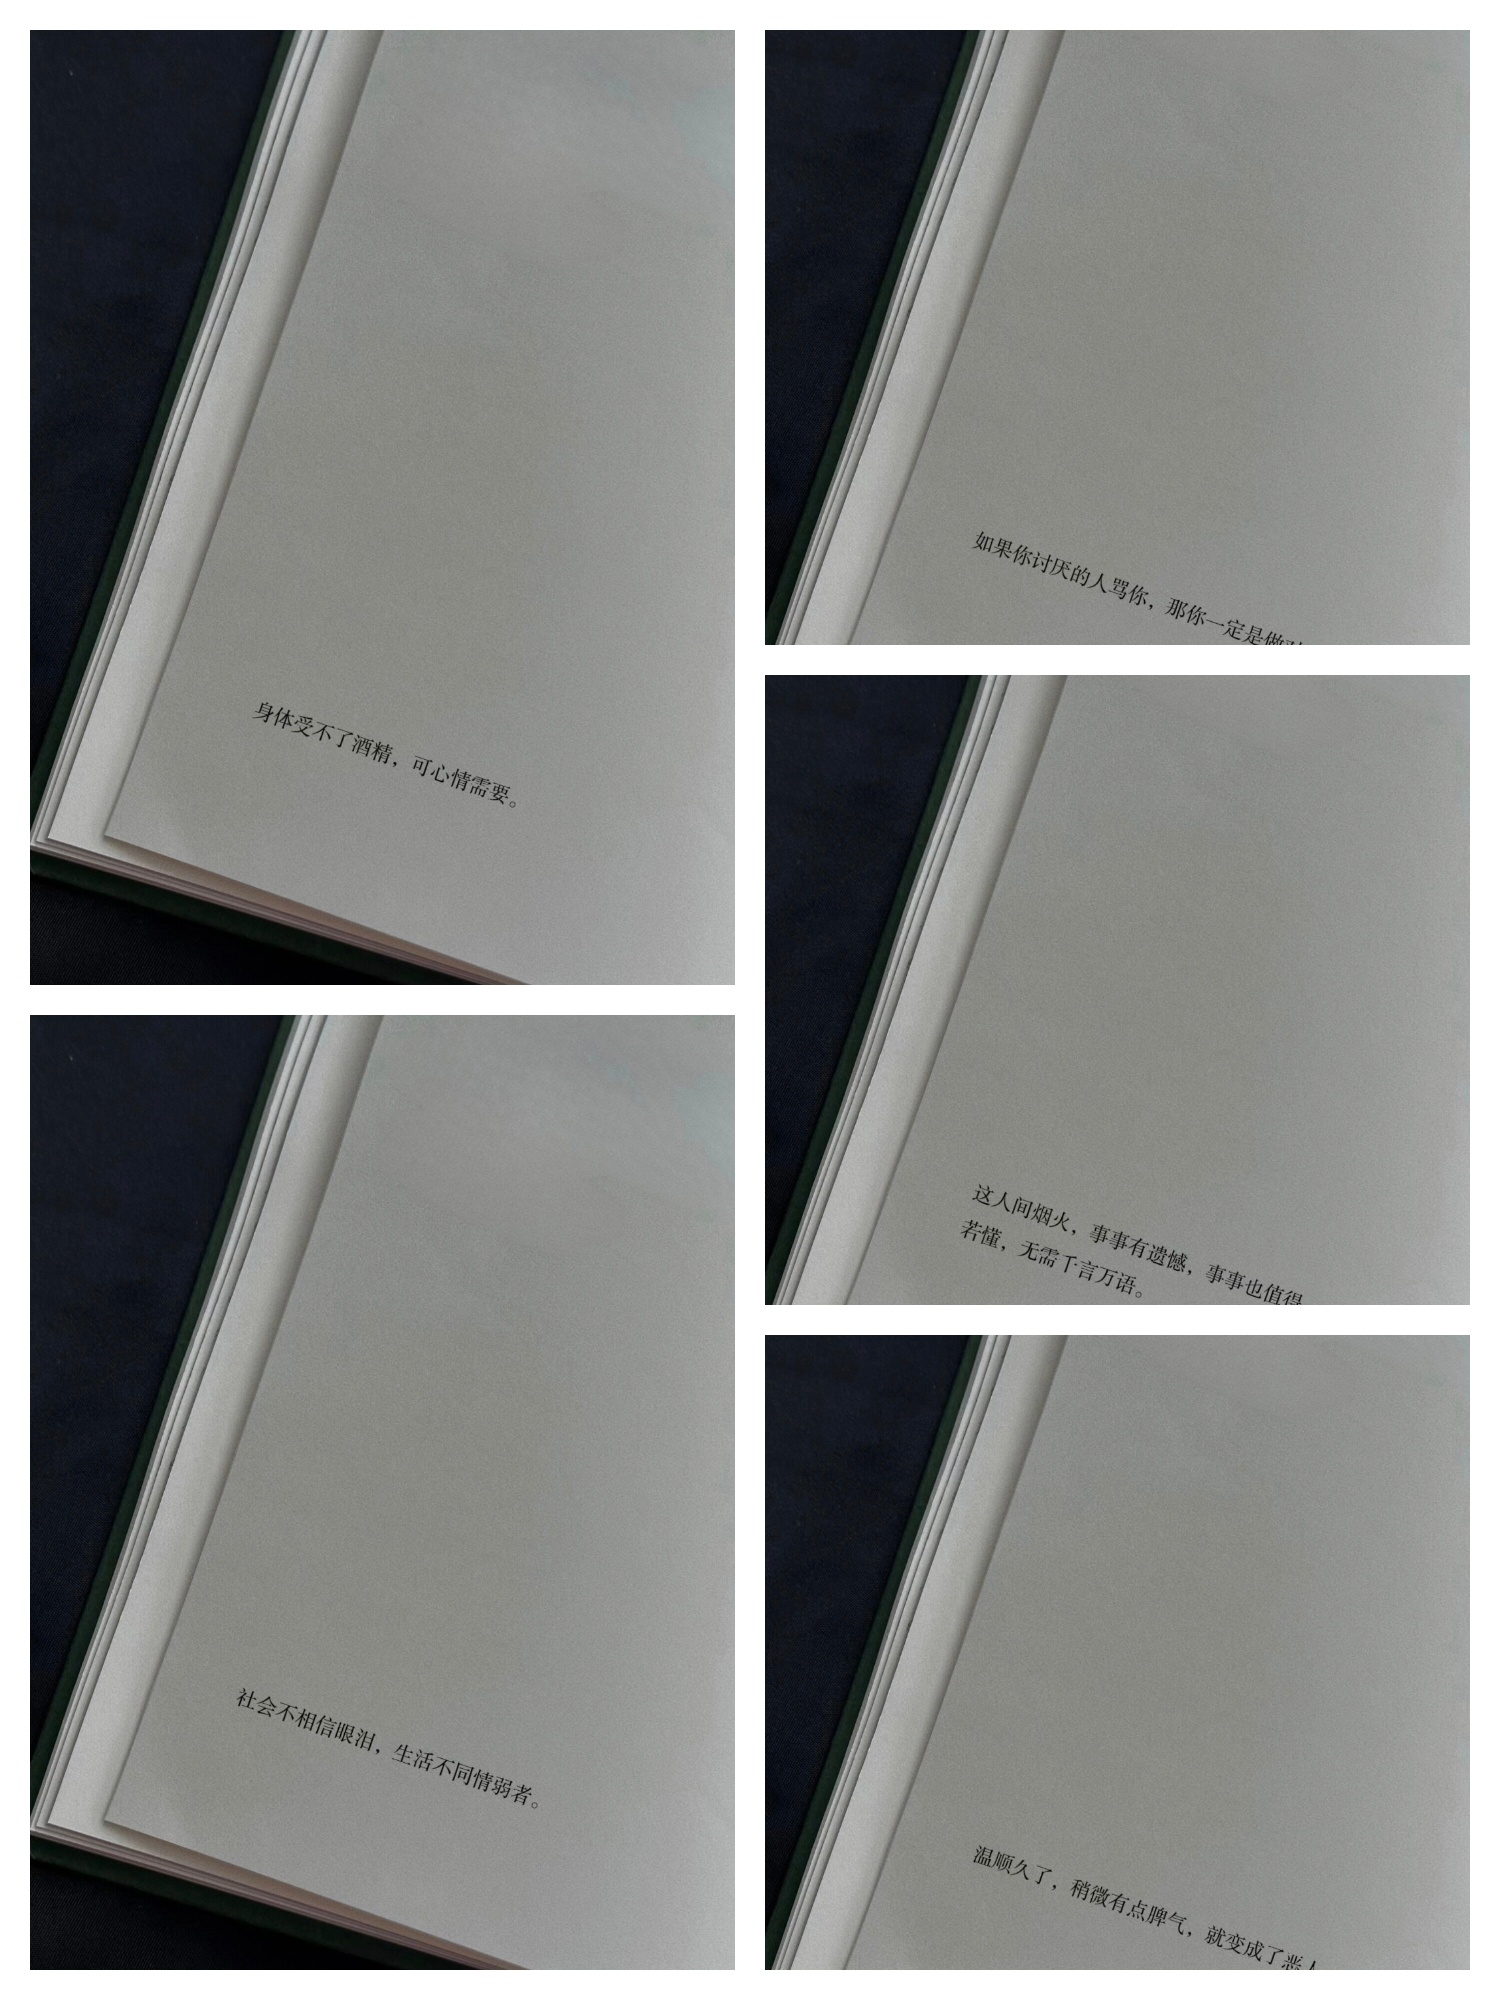 身体受不了酒精，可心情需要。
社会不相信眼泪，生活不同情弱者。
如果你讨厌的人骂你，那你一定是做
这人间烟火，事事有遗憾，事事也值得
若懂，无需千言万语。
温顺久了，稍微有点脾气，就变成了恶人